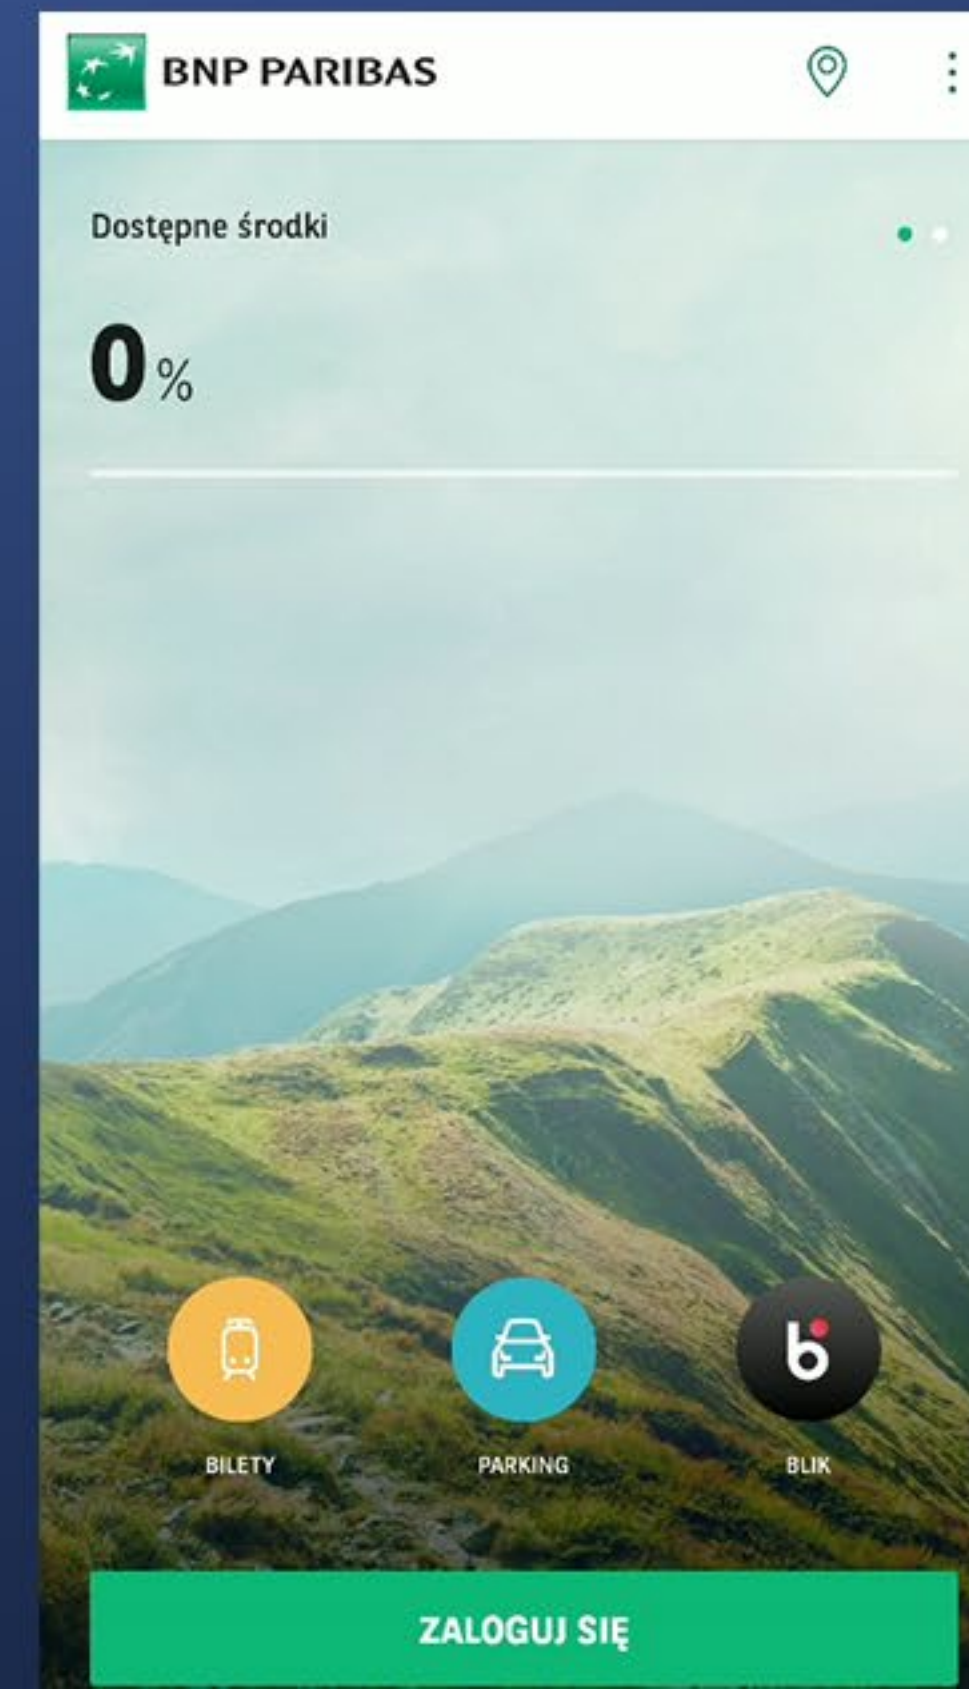 BNP PARIBAS
Dostępne środki
0 %
BILETY
PARKING
BLIK
ZALOGUJ SIĘ